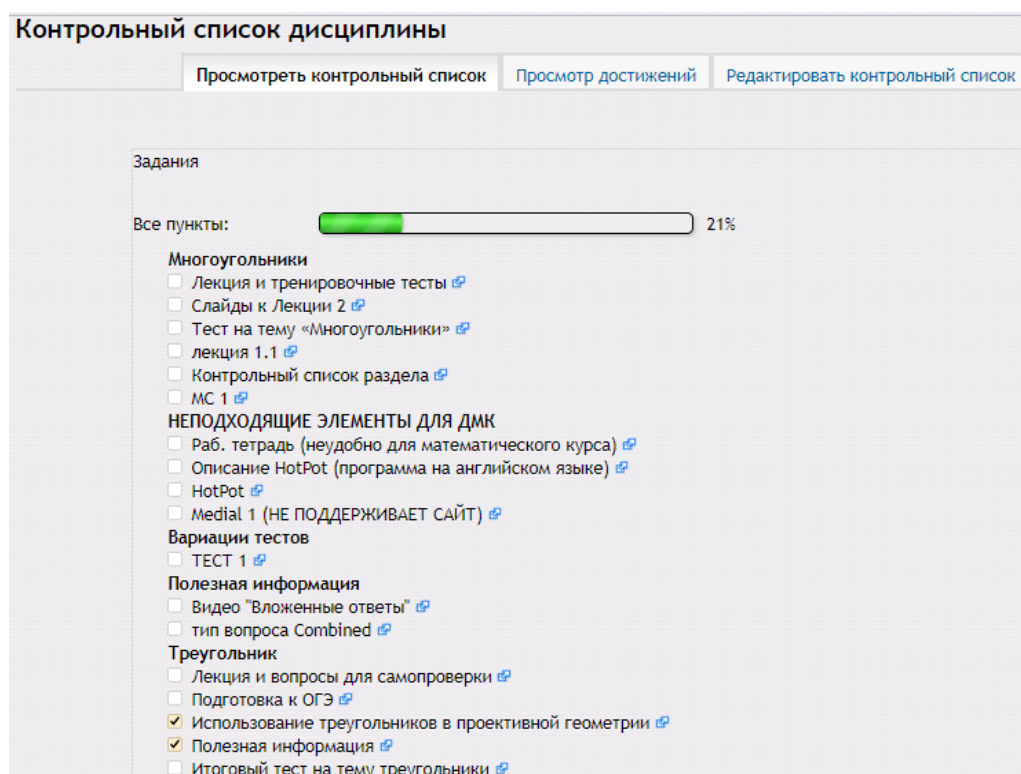 Контрольный список дисциплины
Просмотреть контрольный список Просмотр достижений Редактировать контрольный список
Задания
Все пункты: 21%
Многоугольники
Лекция и тренировочные тесты
Слайды к Лекции 2
Тест на тему «Многоугольники»
лекция 1.1
Контрольный список раздела
МС 1
НЕПОДХОДЯЩИЕ ЭЛЕМЕНТЫ ДЛЯ ДМК
Раб. тетрадь (неудобно для математического курса)
Описание HotPot (программа на английском языке)
HotPot
Medial 1 (НЕ ПОДДЕРЖИВАЕТ САЙТ)
Вариации тестов
ТЕСТ 1
Полезная информация
Видео "Вложенные ответы"
тип вопроса Combined
Треугольник
Лекция и вопросы для самопроверки
Подготовка к ОГЭ
Использование треугольников в проективной геометрии
Полезная информация
Итоговый тест на тему треугольники